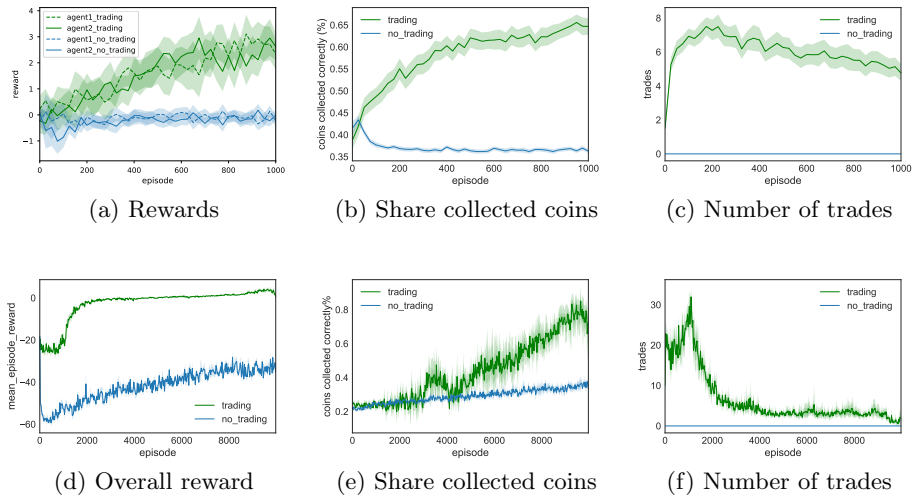 agent1_trading
agent2_trading
agent1_no_trading
agent2_no_trading
4
3
2
1
0
−1
reward
0 200 400 600 800 1000
episode
(a) Rewards
trading
no_trading
0.65
0.60
0.55
0.50
0.45
0.40
0.35
coins collected correctly (%)
0 200 400 600 800 1000
episode
(b) Share collected coins
trading
no_trading
8
6
4
2
0
trades
0 200 400 600 800 1000
episode
(c) Number of trades
0
−20
−40
−60
mean_episode_reward
trading
no_trading
0 2000 4000 6000 8000
episode
(d) Overall reward
trading
no_trading
0.8
0.6
0.4
0.2
coins collected correctly%
0 2000 4000 6000 8000
episode
(e) Share collected coins
trading
no_trading
30
20
10
0
trades
0 2000 4000 6000 8000
episode
(f) Number of trades